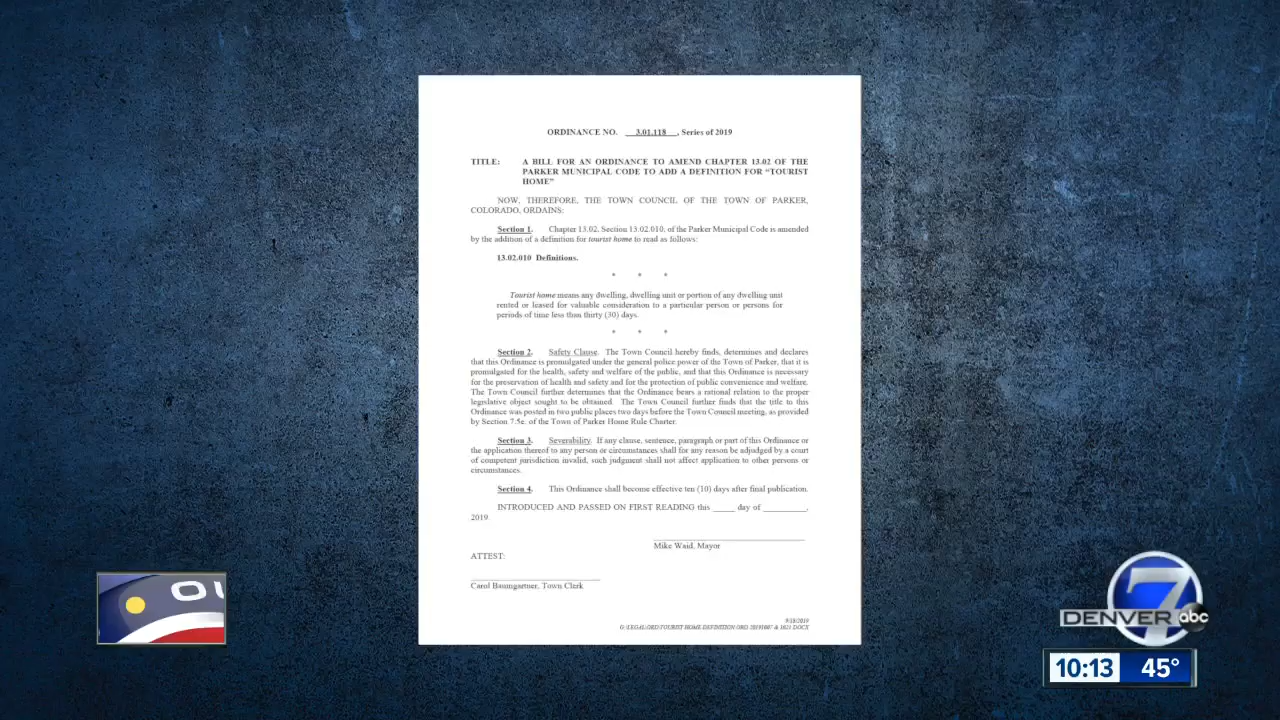 ORDINANCE NO. 3.01.118 , Series of 2019
TITLE: A BILL FOR AN ORDINANCE TO AMEND CHAPTER 13.02 OF THE
PARKER MUNICIPAL CODE TO ADD A DEFINITION FOR “TOURIST
HOME”
NOW, THEREFORE, THE TOWN COUNCIL OF THE TOWN OF PARKER,
COLORADO, ORDAINS:
Section 1. Chapter 13.02, Section 13.02.010, of the Parker Municipal Code is amended
by the addition of a definition for tourist home to read as follows:
13.02.010 Definitions.
* * *
Tourist home means any dwelling, dwelling unit or portion of any dwelling unit
rented or leased for valuable consideration to a particular person or persons for
periods of time less than thirty (30) days.
* * *
Section 2. Safety Clause. The Town Council hereby finds, determines and declares
that this Ordinance is promulgated under the general police power of the Town of Parker, that it is
promulgated for the health, safety and welfare of the public, and that this Ordinance is necessary
for the preservation of health and safety and for the protection of public convenience and welfare.
The Town Council further determines that the Ordinance bears a rational relation to the proper
legislative object sought to be obtained. The Town Council further finds that the title to this
Ordinance was posted in two public places two days before the Town Council meeting, as provided
by Section 7.5e. of the Town of Parker Home Rule Charter.
Section 3. Severability. If any clause, sentence, paragraph or part of this Ordinance or
the application thereof to any person or circumstances shall for any reason be adjudged by a court
of competent jurisdiction invalid, such judgment shall not affect application to other persons or
circumstances.
Section 4. This Ordinance shall become effective ten (10) days after final publication.
INTRODUCED AND PASSED ON FIRST READING this _____ day of __________,
2019.
Mike Waid, Mayor
ATTEST:
Carol Baumgartner, Town Clerk
9/18/2019
G:\LEGAL\ORD\TOURIST HOME DEFINITION ORD 20191007 & 1021.DOCX
DENVER 7 abc
10:13 45°